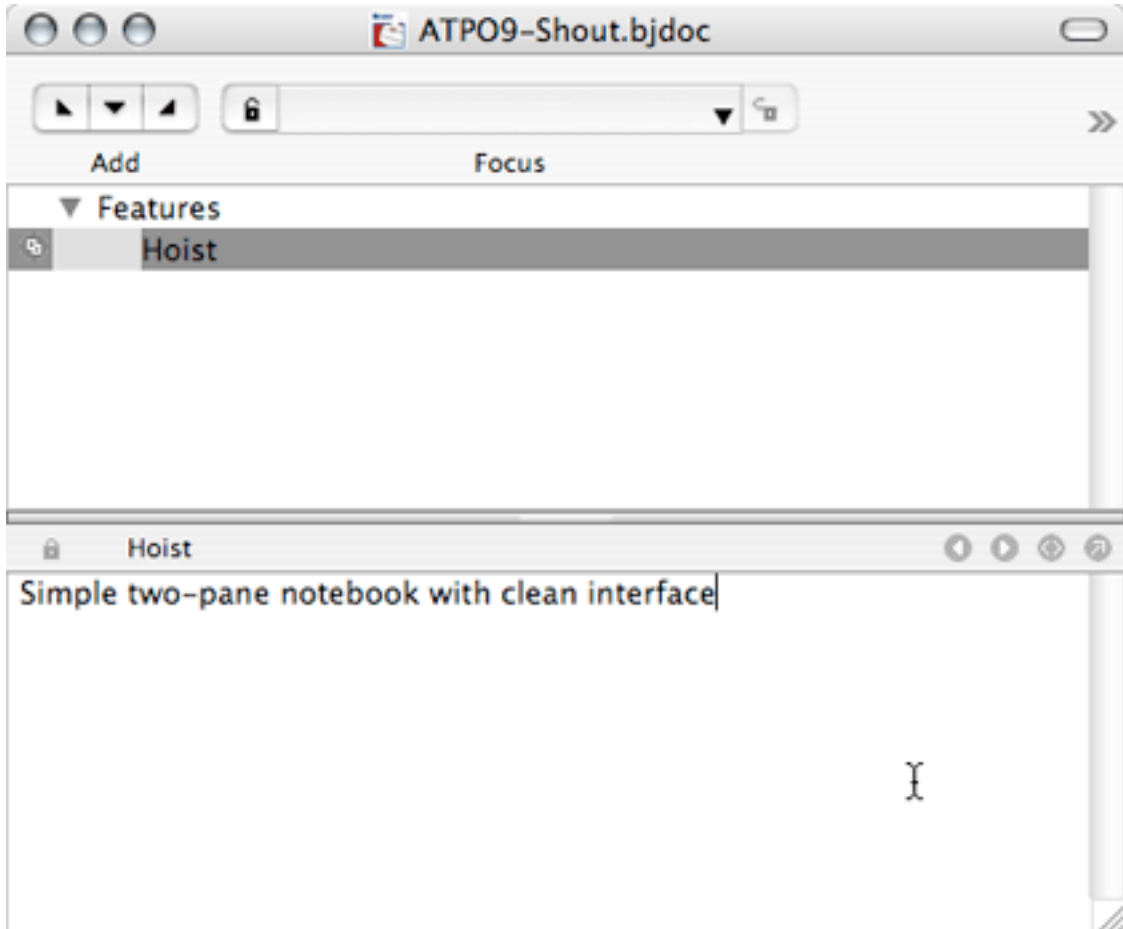 ATPO9-Shout.bjdoc
Add
Focus
Features
Hoist
Hoist
Simple two-pane notebook with clean interface